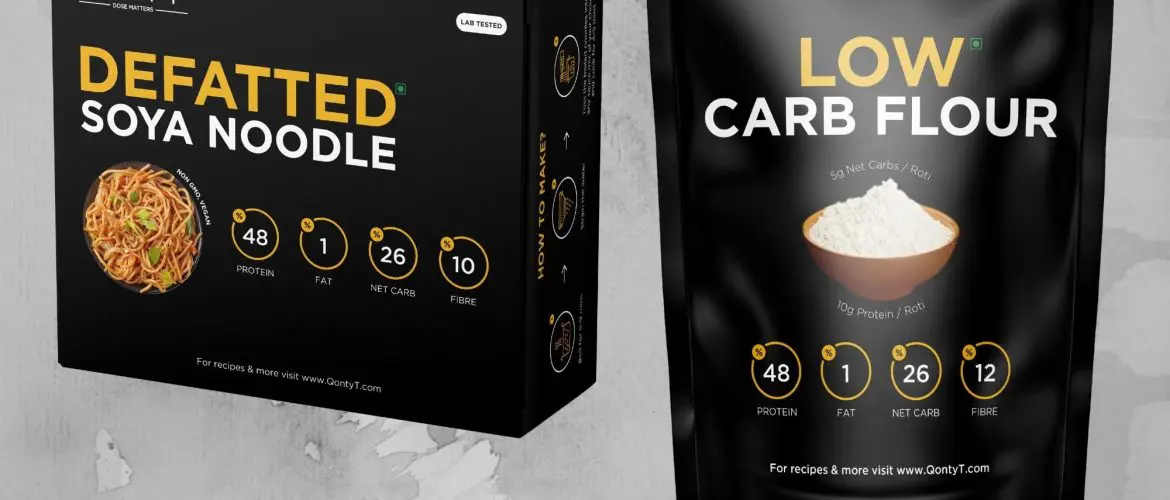 DOSE MATTERS
LAB TESTED
DEFATTED
SOYA NOODLE
NON GMO, VEGAN
%
48
PROTEIN
%
1
FAT
%
26
NET CARB
%
10
FIBRE
For recipes & more visit www.QontyT.com
HOW TO MAKE?
LOW
CARB FLOUR
5g Net Carbs / Roti
10g Protein / Roti
%
48
PROTEIN
%
1
FAT
%
26
NET CARB
%
12
FIBRE
For recipes & more visit www.QontyT.com